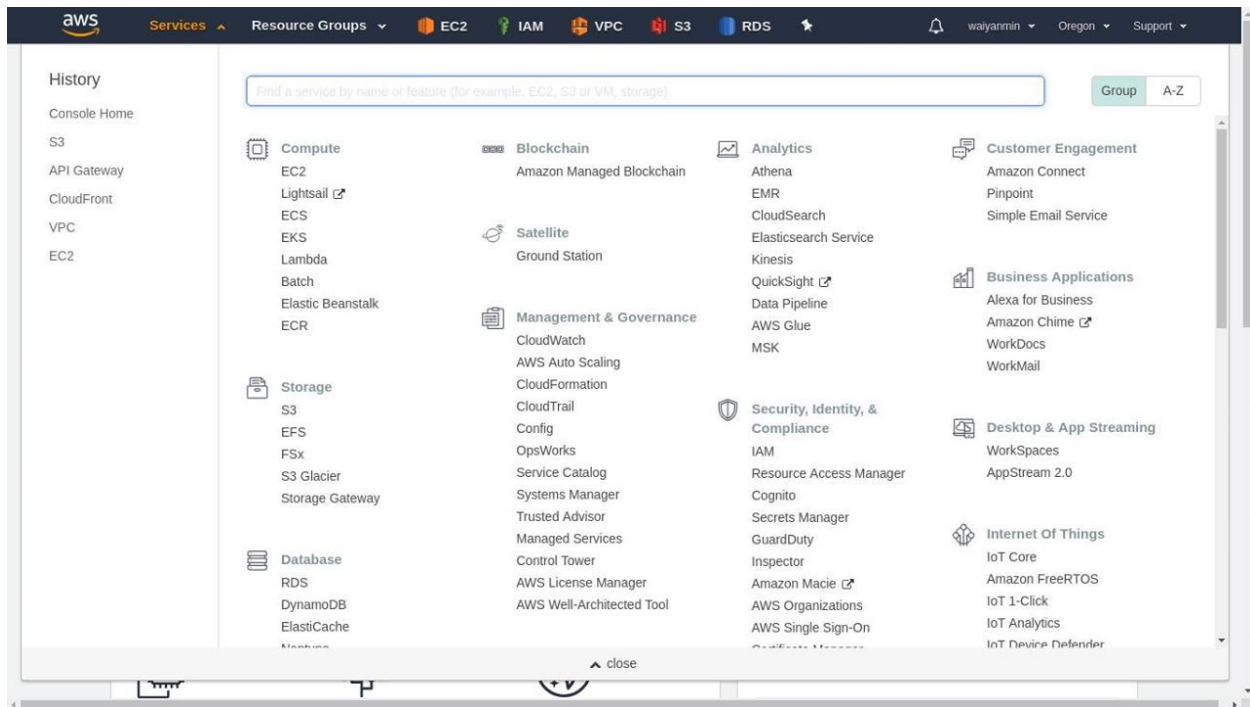 aws Services Resource Groups EC2 IAM VPC S3 RDS waiyanmin Oregon Support
History
Console Home
S3
API Gateway
CloudFront
VPC
EC2
Find a service by name or feature (for example, EC2, S3 or VM, storage).
Group A-Z
Compute
EC2
Lightsail
ECS
EKS
Lambda
Batch
Elastic Beanstalk
ECR
Storage
S3
EFS
FSx
S3 Glacier
Storage Gateway
Database
RDS
DynamoDB
ElastiCache
Neptune
Blockchain
Amazon Managed Blockchain
Satellite
Ground Station
Management & Governance
CloudWatch
AWS Auto Scaling
CloudFormation
CloudTrail
Config
OpsWorks
Service Catalog
Systems Manager
Trusted Advisor
Managed Services
Control Tower
AWS License Manager
AWS Well-Architected Tool
Analytics
Athena
EMR
CloudSearch
Elasticsearch Service
Kinesis
QuickSight
Data Pipeline
AWS Glue
MSK
Security, Identity, &
Compliance
IAM
Resource Access Manager
Cognito
Secrets Manager
GuardDuty
Inspector
Amazon Macie
AWS Organizations
AWS Single Sign-On
Certificate Manager
Customer Engagement
Amazon Connect
Pinpoint
Simple Email Service
Business Applications
Alexa for Business
Amazon Chime
WorkDocs
WorkMail
Desktop & App Streaming
WorkSpaces
AppStream 2.0
Internet Of Things
IoT Core
Amazon FreeRTOS
IoT 1-Click
IoT Analytics
IoT Device Defender
close